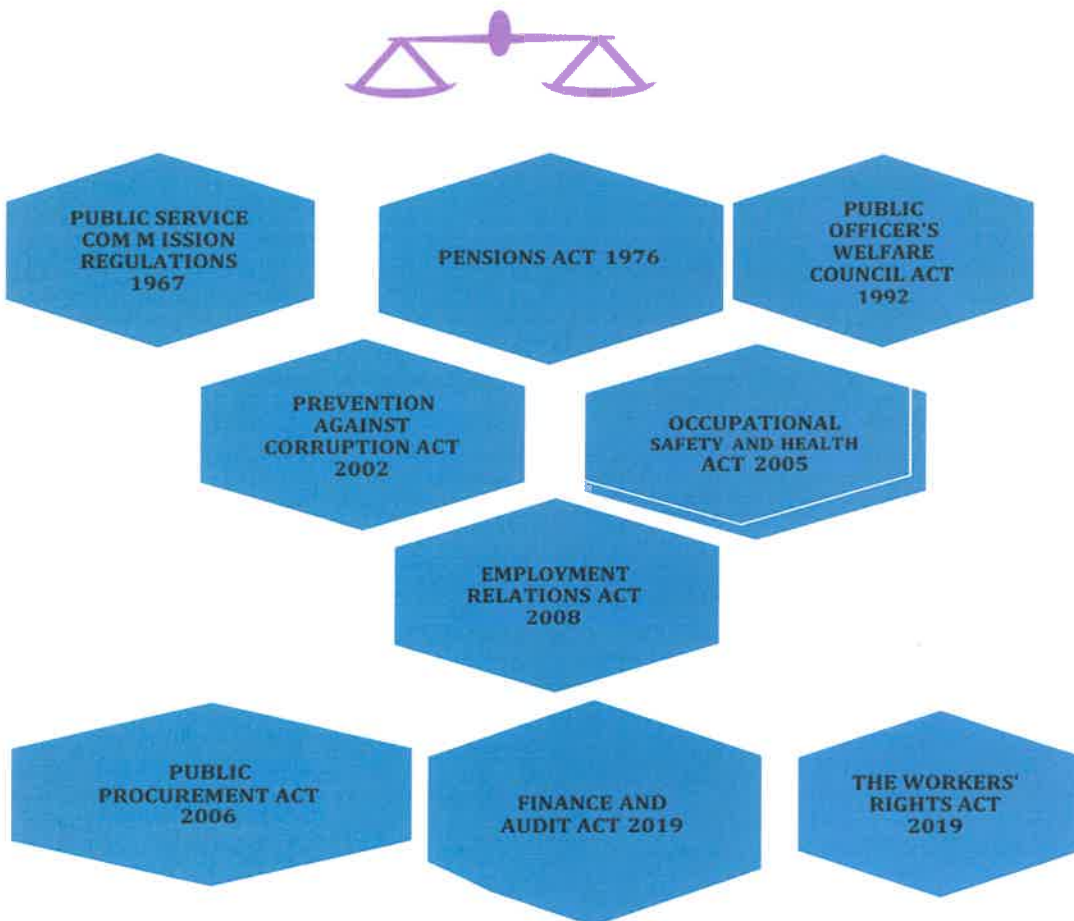 PUBLIC SERVICE
COM M ISSION
REGULATIONS
1967
PENSIONS ACT 1976
PUBLIC
OFFICER'S
WELFARE
COUNCIL ACT
1992
PREVENTION
AGAINST
CORRUPTION ACT
2002
OCCUPATIONAL
SAFETY AND HEALTH
ACT 2005
EMPLOYMENT
RELATIONS ACT
2008
PUBLIC
PROCUREMENT ACT
2006
FINANCE AND
AUDIT ACT 2019
THE WORKERS'
RIGHTS ACT
2019